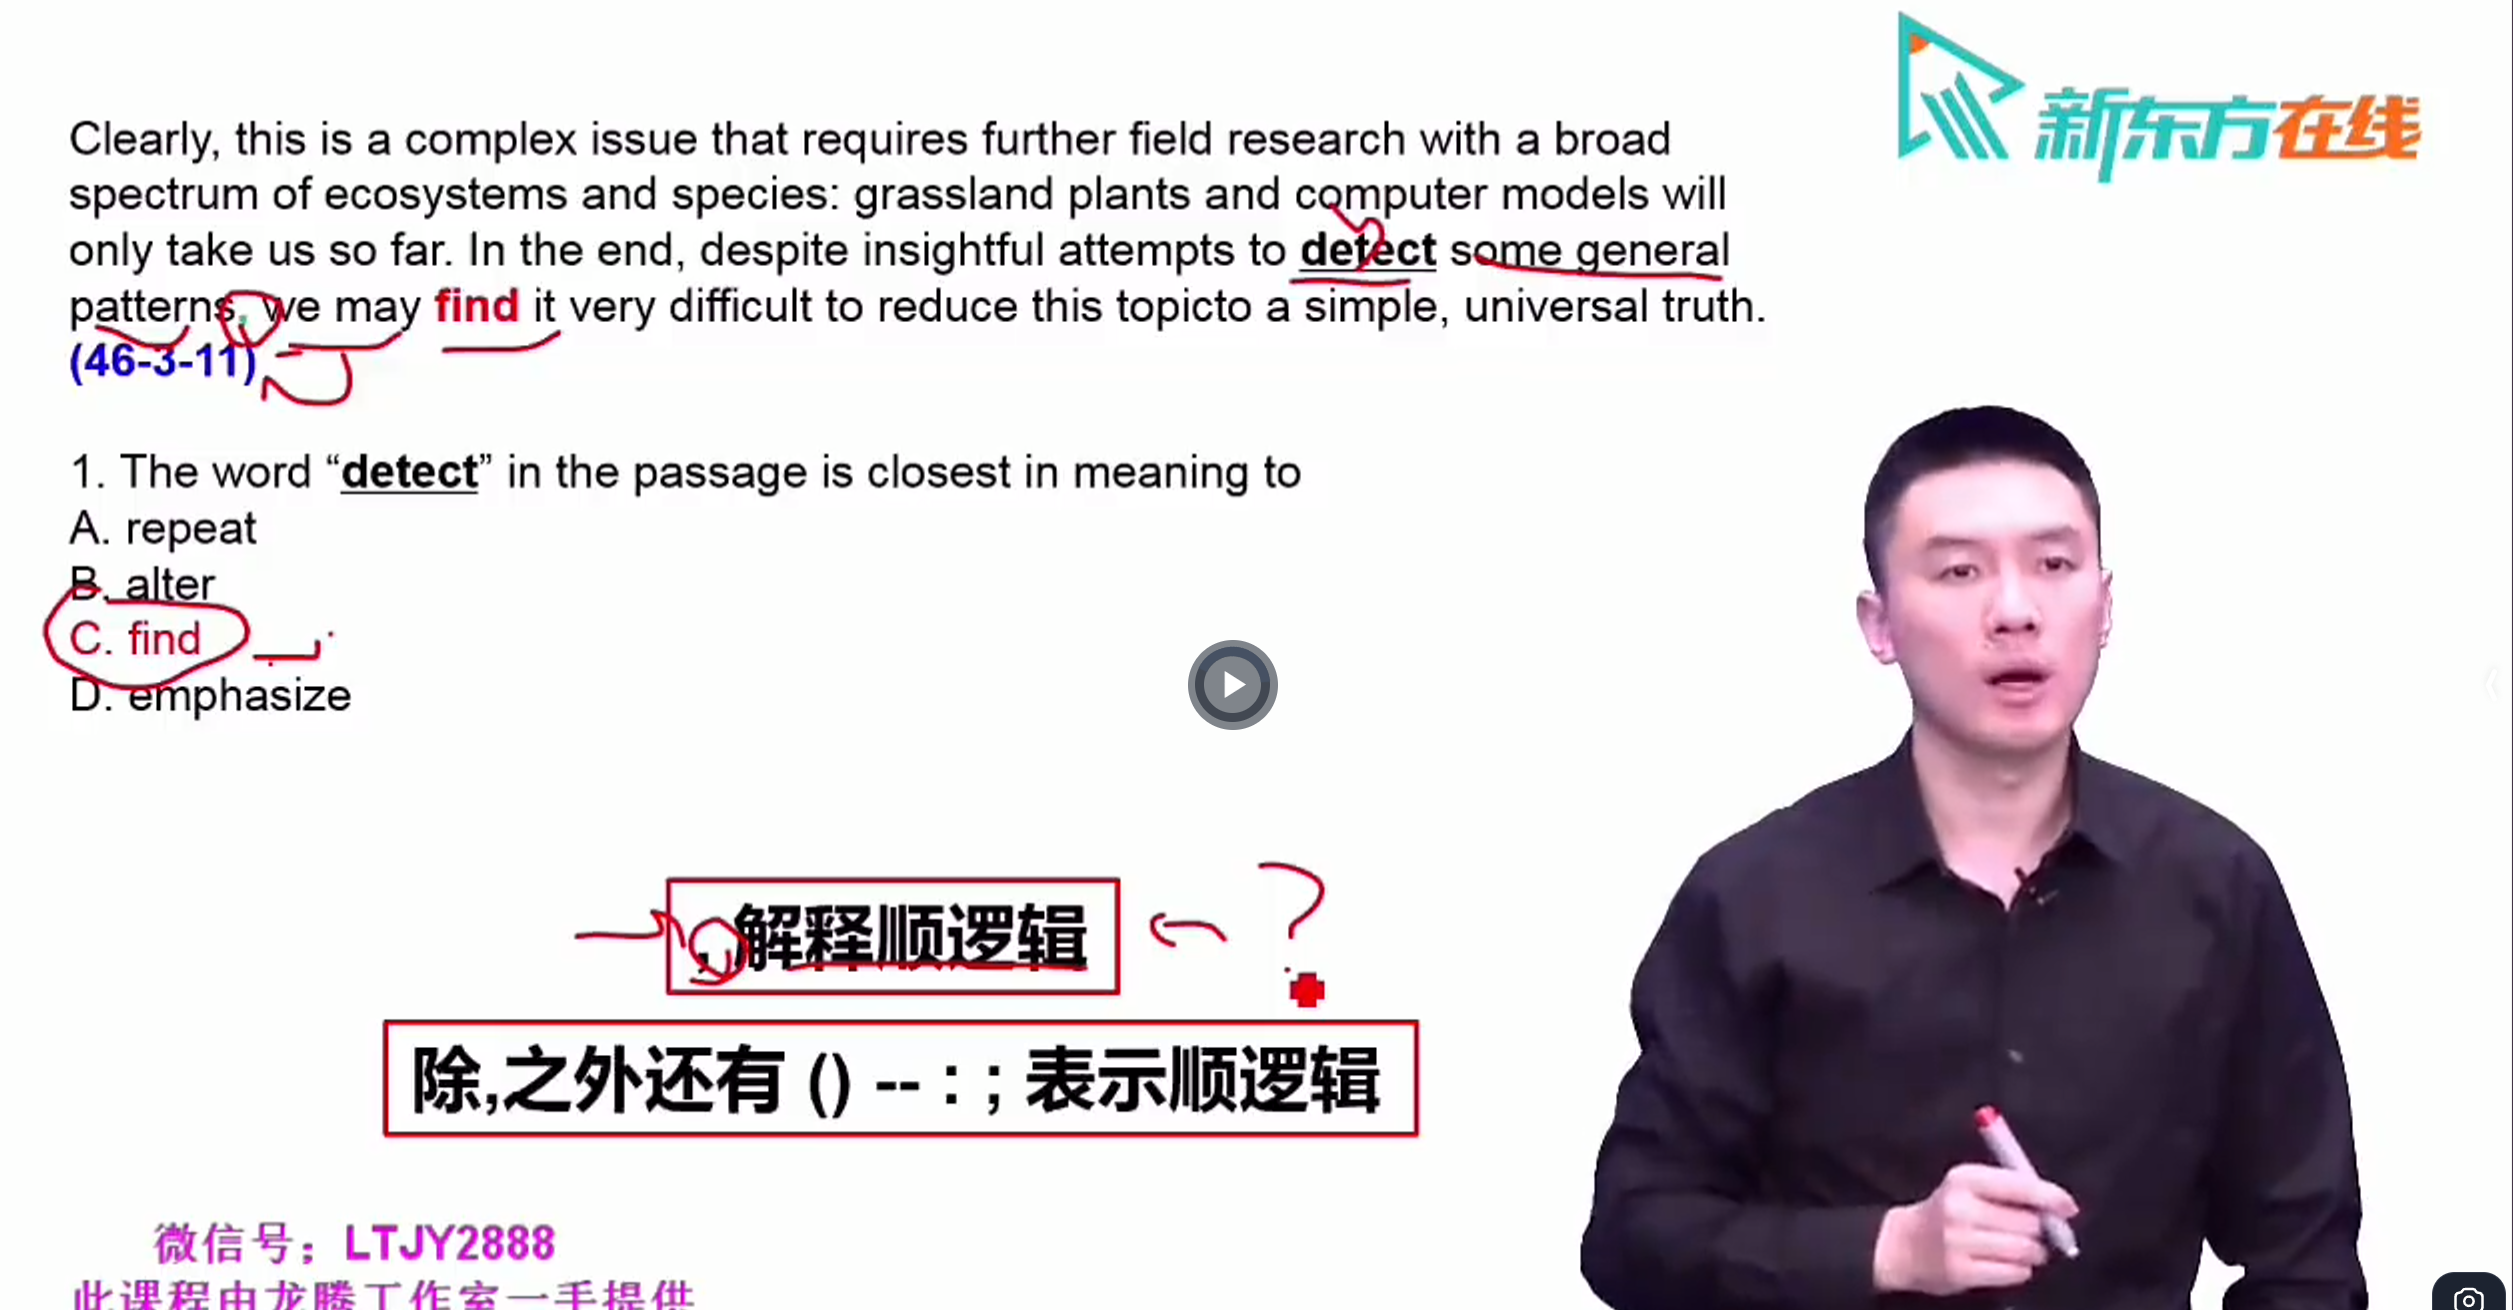 新东方在线
Clearly, this is a complex issue that requires further field research with a broad
spectrum of ecosystems and species: grassland plants and computer models will
only take us so far. In the end, despite insightful attempts to detect some general
patterns, we may find it very difficult to reduce this topicto a simple, universal truth.
(46-3-11)
1. The word “detect” in the passage is closest in meaning to
A. repeat
B. alter
C. find
D. emphasize
,解释顺逻辑
?
除,之外还有 () -- : ; 表示顺逻辑
微信号；LTJY2888
此课程由龙腾工作室一手提供